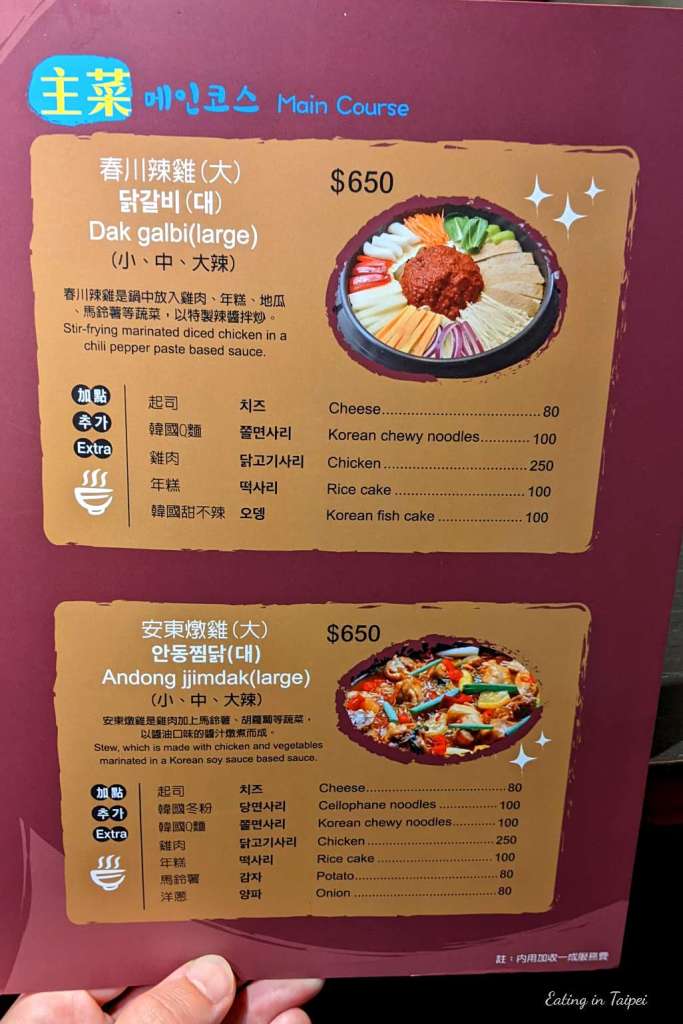 主菜 메인코스 Main Course
春川辣雞(大) $650
닭갈비(대)
Dak galbi(large)
(小、中、大辣)
春川辣雞是鍋中放入雞肉、年糕、地瓜
、馬鈴薯等蔬菜，以特製辣醬拌炒。
Stir-frying marinated diced chicken in a
chili pepper paste based sauce.
加點
추가
Extra
起司 치즈 Cheese 80
韓國Q麵 쫄면사리 Korean chewy noodles 100
雞肉 닭고기사리 Chicken 250
年糕 떡사리 Rice cake 100
韓國甜不辣 오뎅 Korean fish cake 100
安東燉雞(大) $650
안동찜닭(대)
Andong jjimdak(large)
(小、中、大辣)
安東燉雞是雞肉加上馬鈴薯、胡蘿蔔等蔬菜，
以醬油口味的醬汁燉煮而成。
Stew, which is made with chicken and vegetables
marinated in a Korean soy sauce based sauce.
加點
추가
Extra
起司 치즈 Cheese 80
韓國冬粉 당면사리 Cellophane noodles 100
韓國Q麵 쫄면사리 Korean chewy noodles 100
雞肉 닭고기사리 Chicken 250
年糕 떡사리 Rice cake 100
馬鈴薯 감자 Potato 80
洋蔥 양파 Onion 80
註：內用加收一成服務費
Eating in Taipei